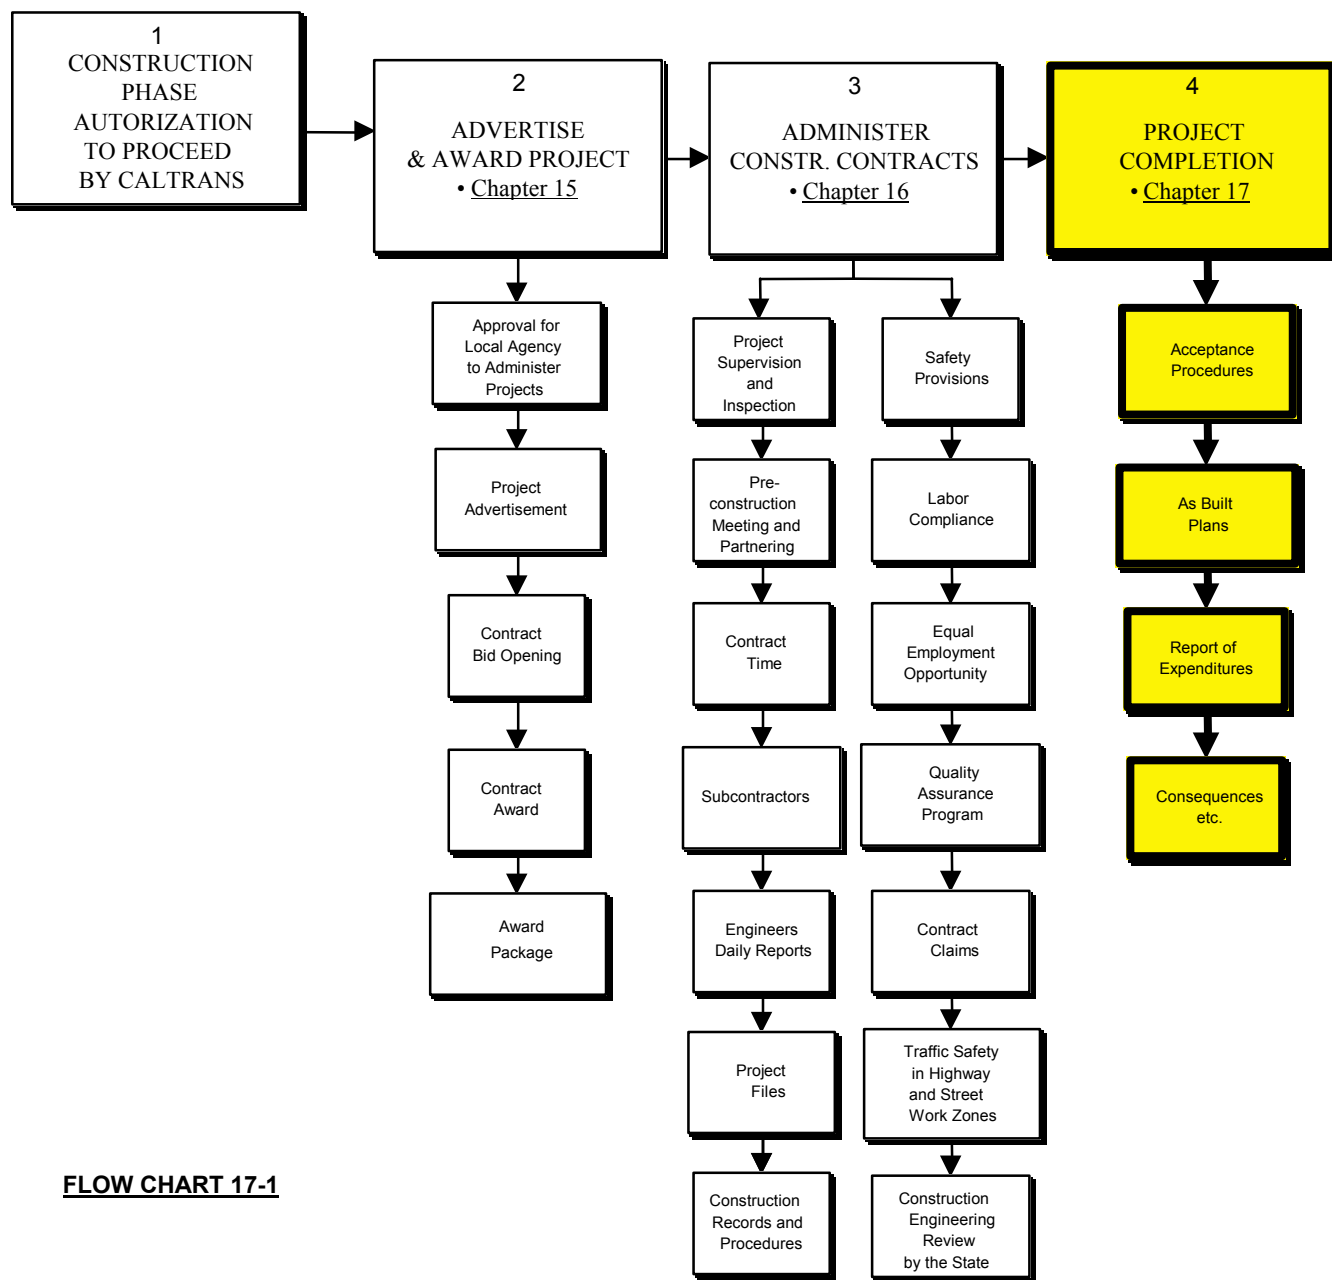 1
CONSTRUCTION
PHASE
AUTORIZATION
TO PROCEED
BY CALTRANS
2
ADVERTISE
& AWARD PROJECT
• Chapter 15
3
ADMINISTER
CONSTR. CONTRACTS
• Chapter 16
4
PROJECT
COMPLETION
• Chapter 17
Approval for
Local Agency
to Administer
Projects
Project
Advertisement
Contract
Bid Opening
Contract
Award
Award
Package
Project
Supervision
and
Inspection
Pre-
construction
Meeting and
Partnering
Contract
Time
Subcontractors
Engineers
Daily Reports
Project
Files
Construction
Records and
Procedures
Safety
Provisions
Labor
Compliance
Equal
Employment
Opportunity
Quality
Assurance
Program
Contract
Claims
Traffic Safety
in Highway
and Street
Work Zones
Construction
Engineering
Review
by the State
Acceptance
Procedures
As Built
Plans
Report of
Expenditures
Consequences
etc.
FLOW CHART 17-1